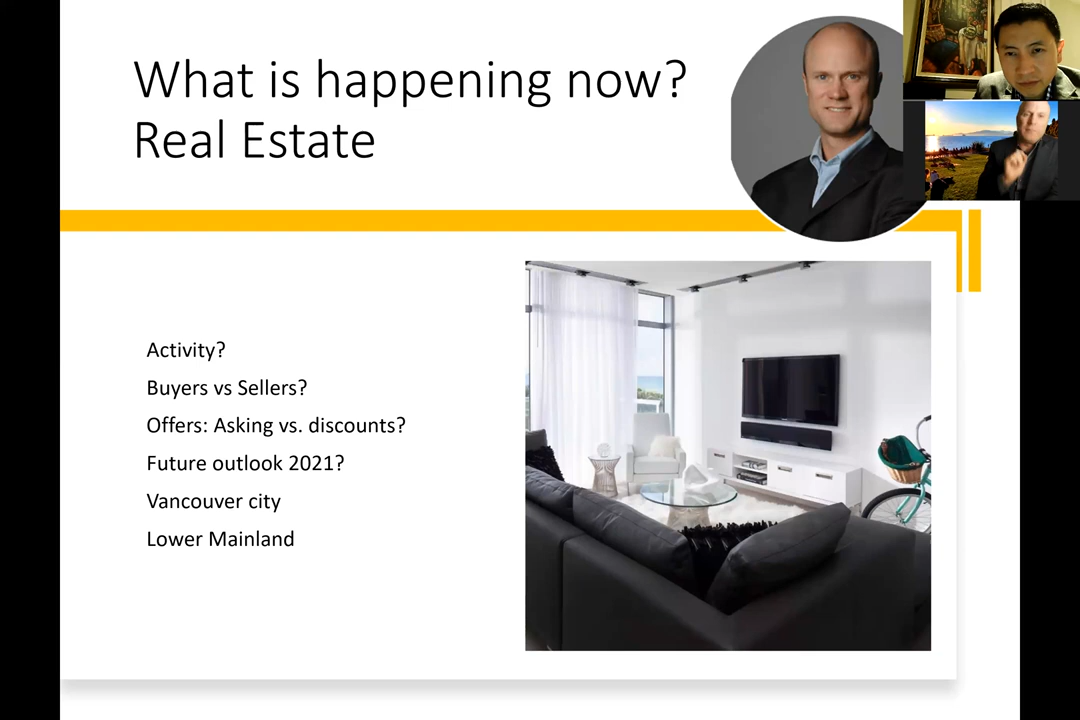 What is happening now?
Real Estate
Activity?
Buyers vs Sellers?
Offers: Asking vs. discounts?
Future outlook 2021?
Vancouver city
Lower Mainland